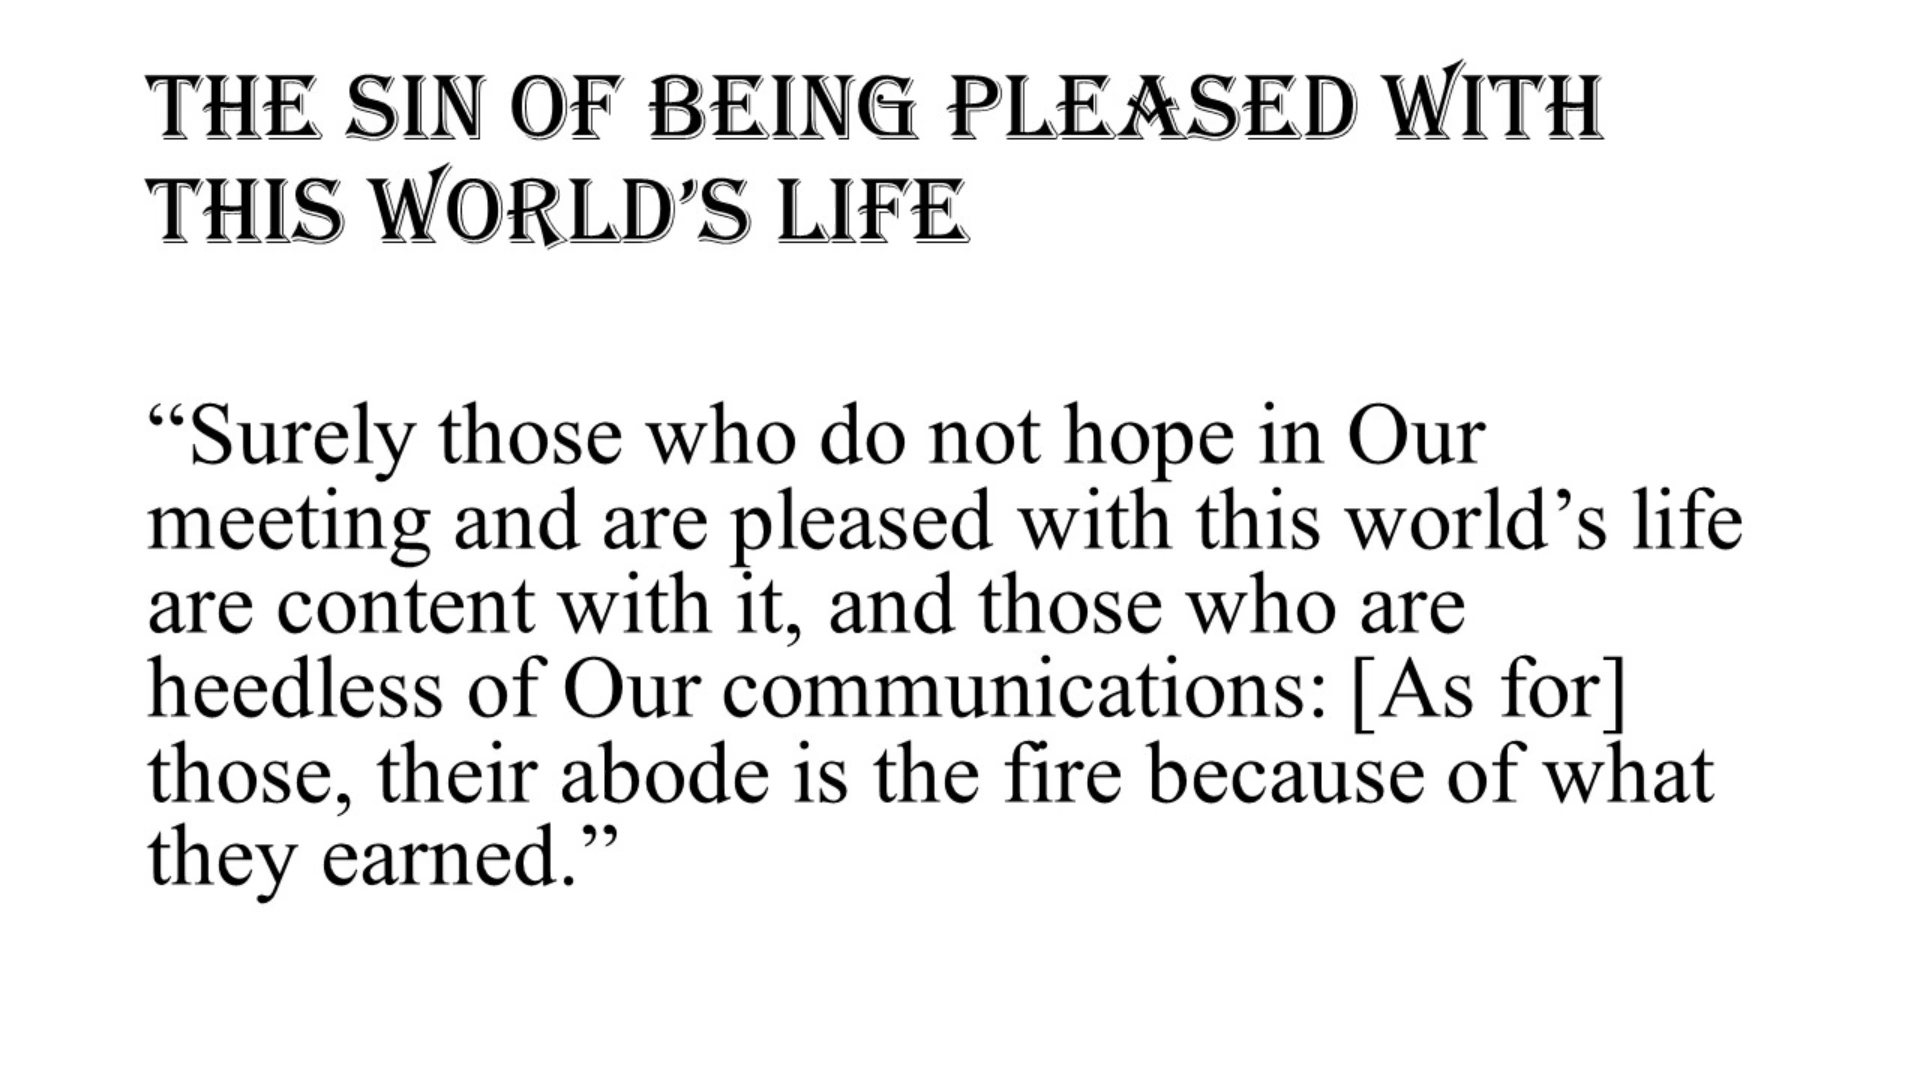 THE SIN OF BEING PLEASED WITH
THIS WORLD’S LIFE
“Surely those who do not hope in Our
meeting and are pleased with this world’s life
are content with it, and those who are
heedless of Our communications: [As for]
those, their abode is the fire because of what
they earned.”